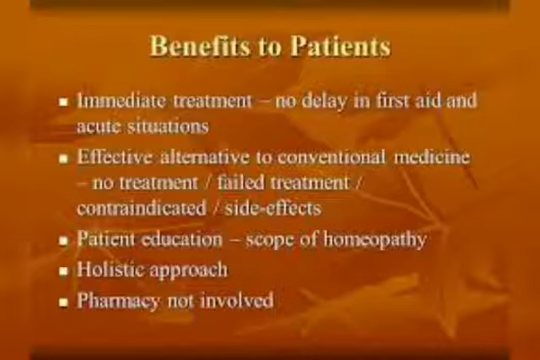 Benefits to Patients
Immediate treatment – no delay in first aid and
acute situations
Effective alternative to conventional medicine
– no treatment / failed treatment /
contraindicated / side-effects
Patient education – scope of homeopathy
Holistic approach
Pharmacy not involved